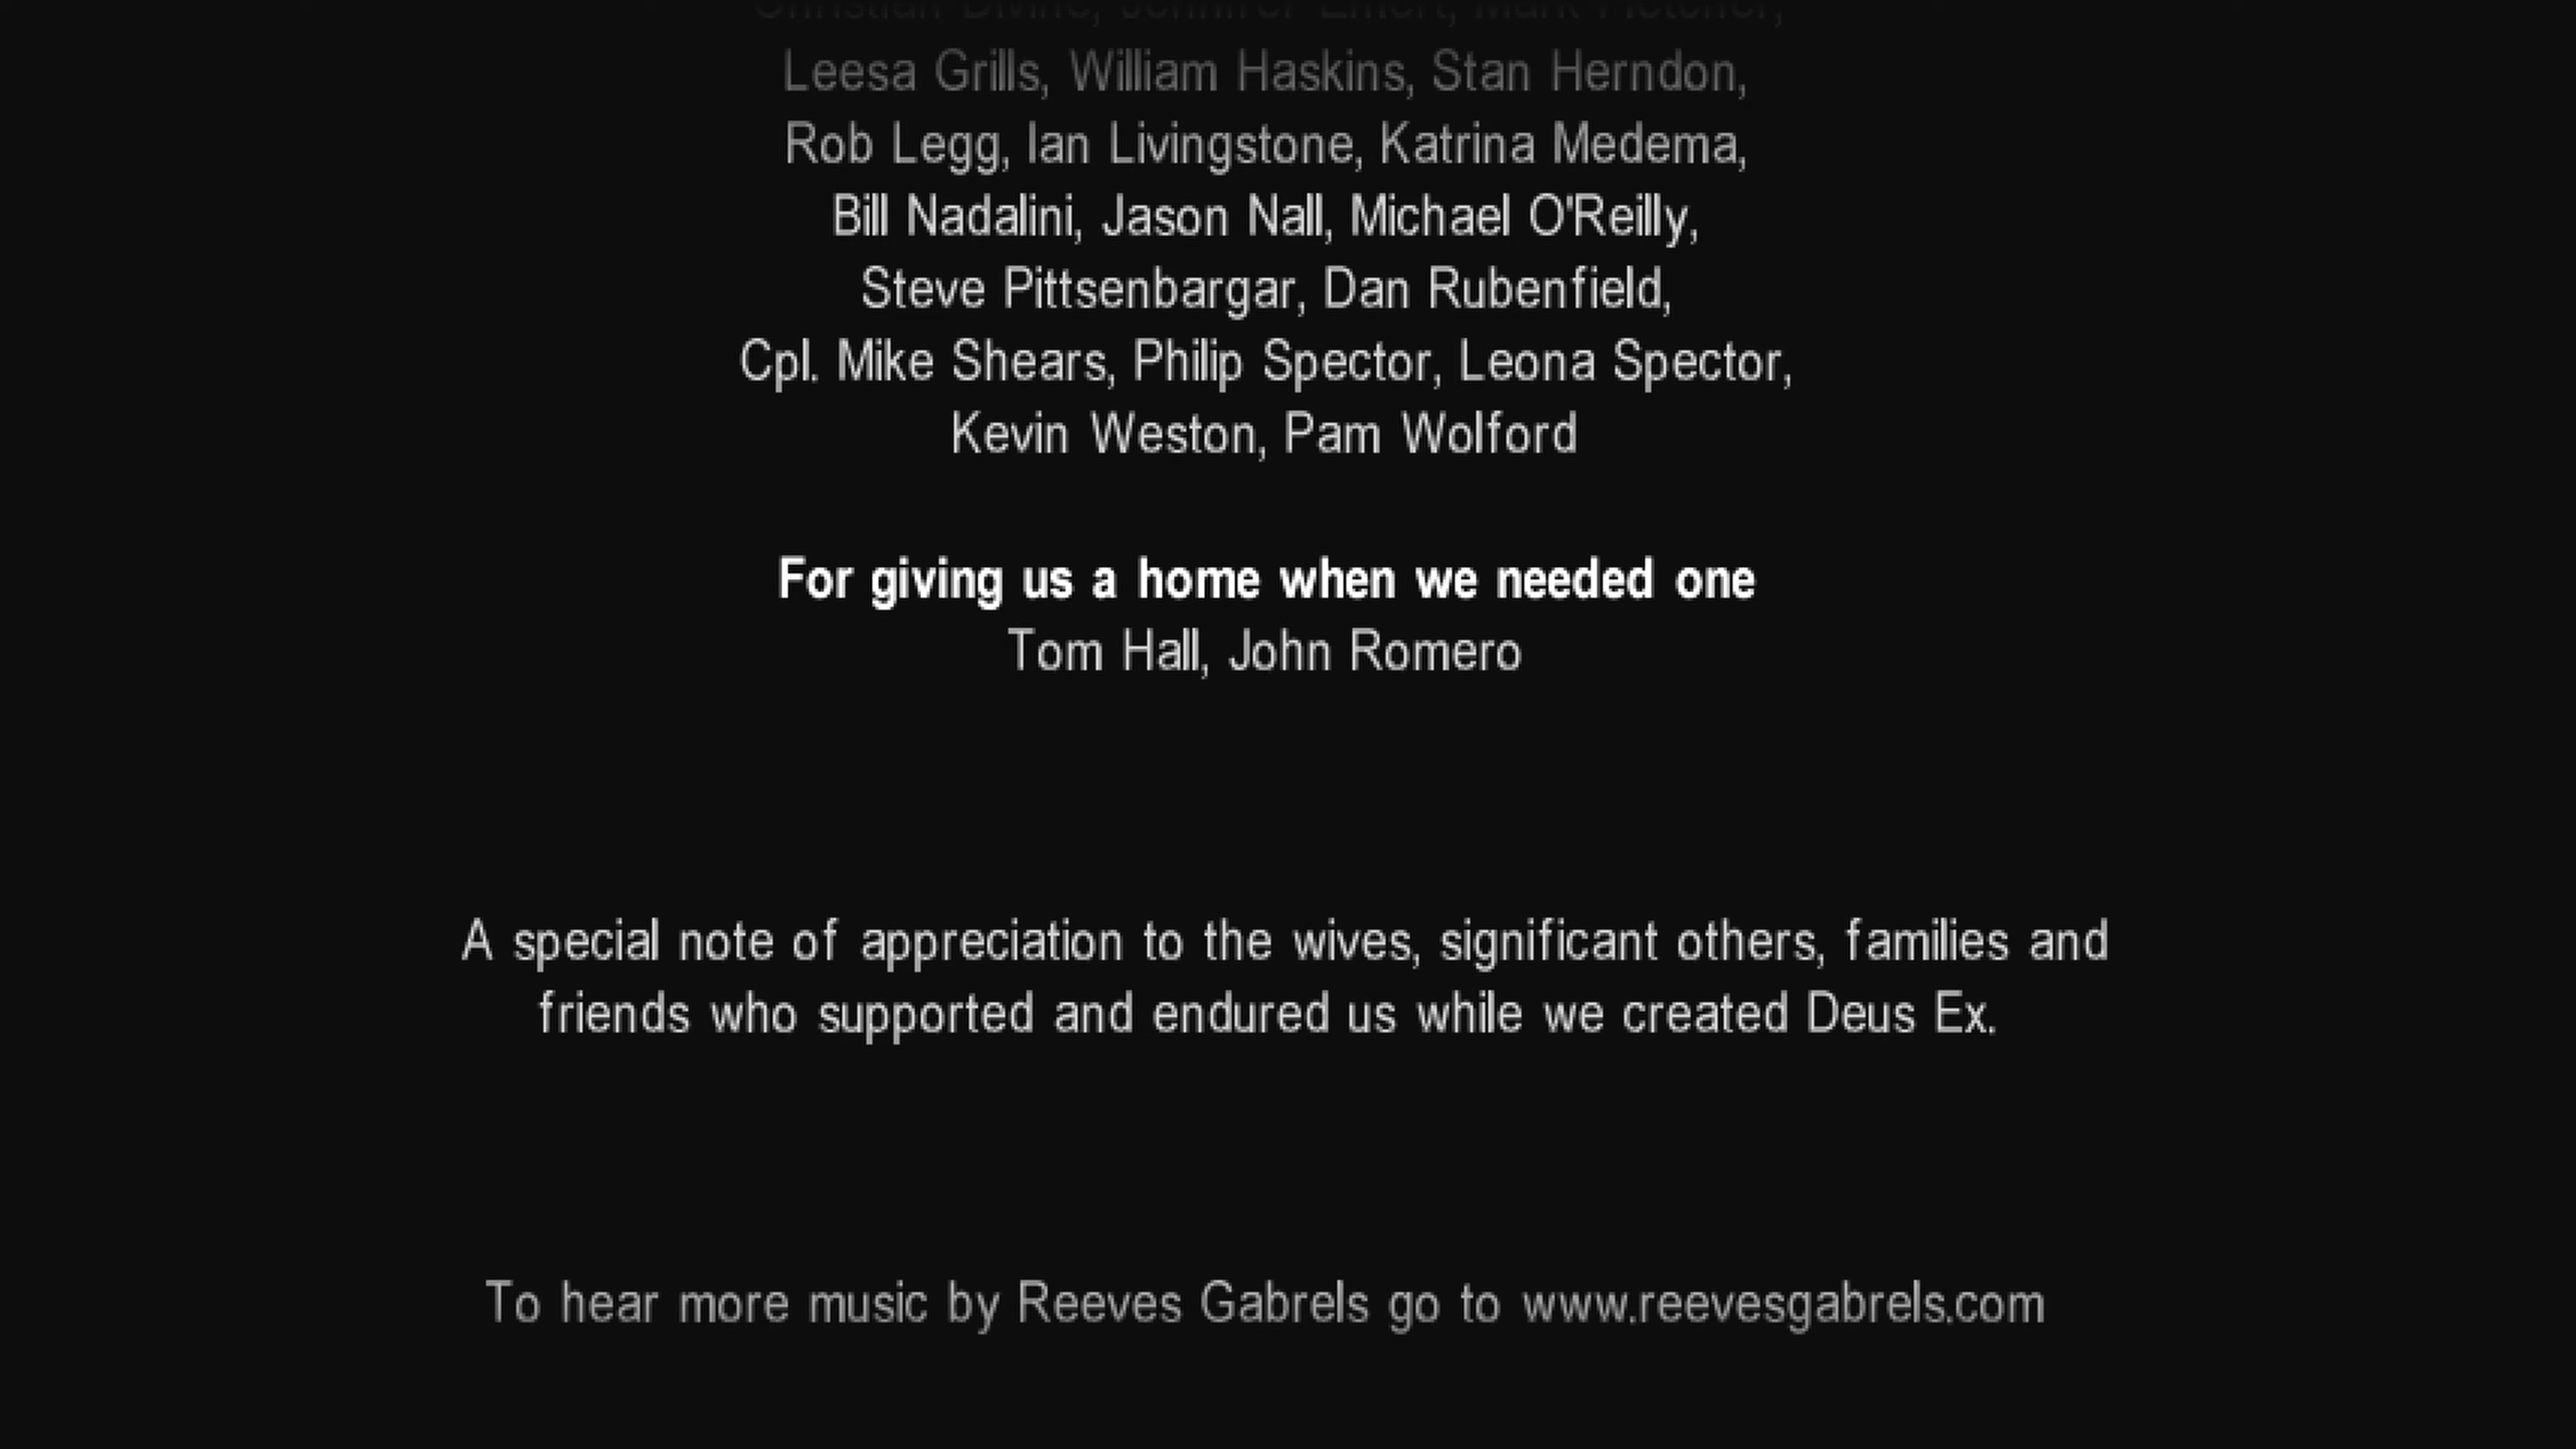 Leesa Grills, William Haskins, Stan Herndon,
Rob Legg, Ian Livingstone, Katrina Medema,
Bill Nadalini, Jason Nall, Michael O'Reilly,
Steve Pittsenbargar, Dan Rubenfield,
Cpl. Mike Shears, Philip Spector, Leona Spector,
Kevin Weston, Pam Wolford
For giving us a home when we needed one
Tom Hall, John Romero
A special note of appreciation to the wives, significant others, families and
friends who supported and endured us while we created Deus Ex.
To hear more music by Reeves Gabrels go to www.reevesgabrels.com